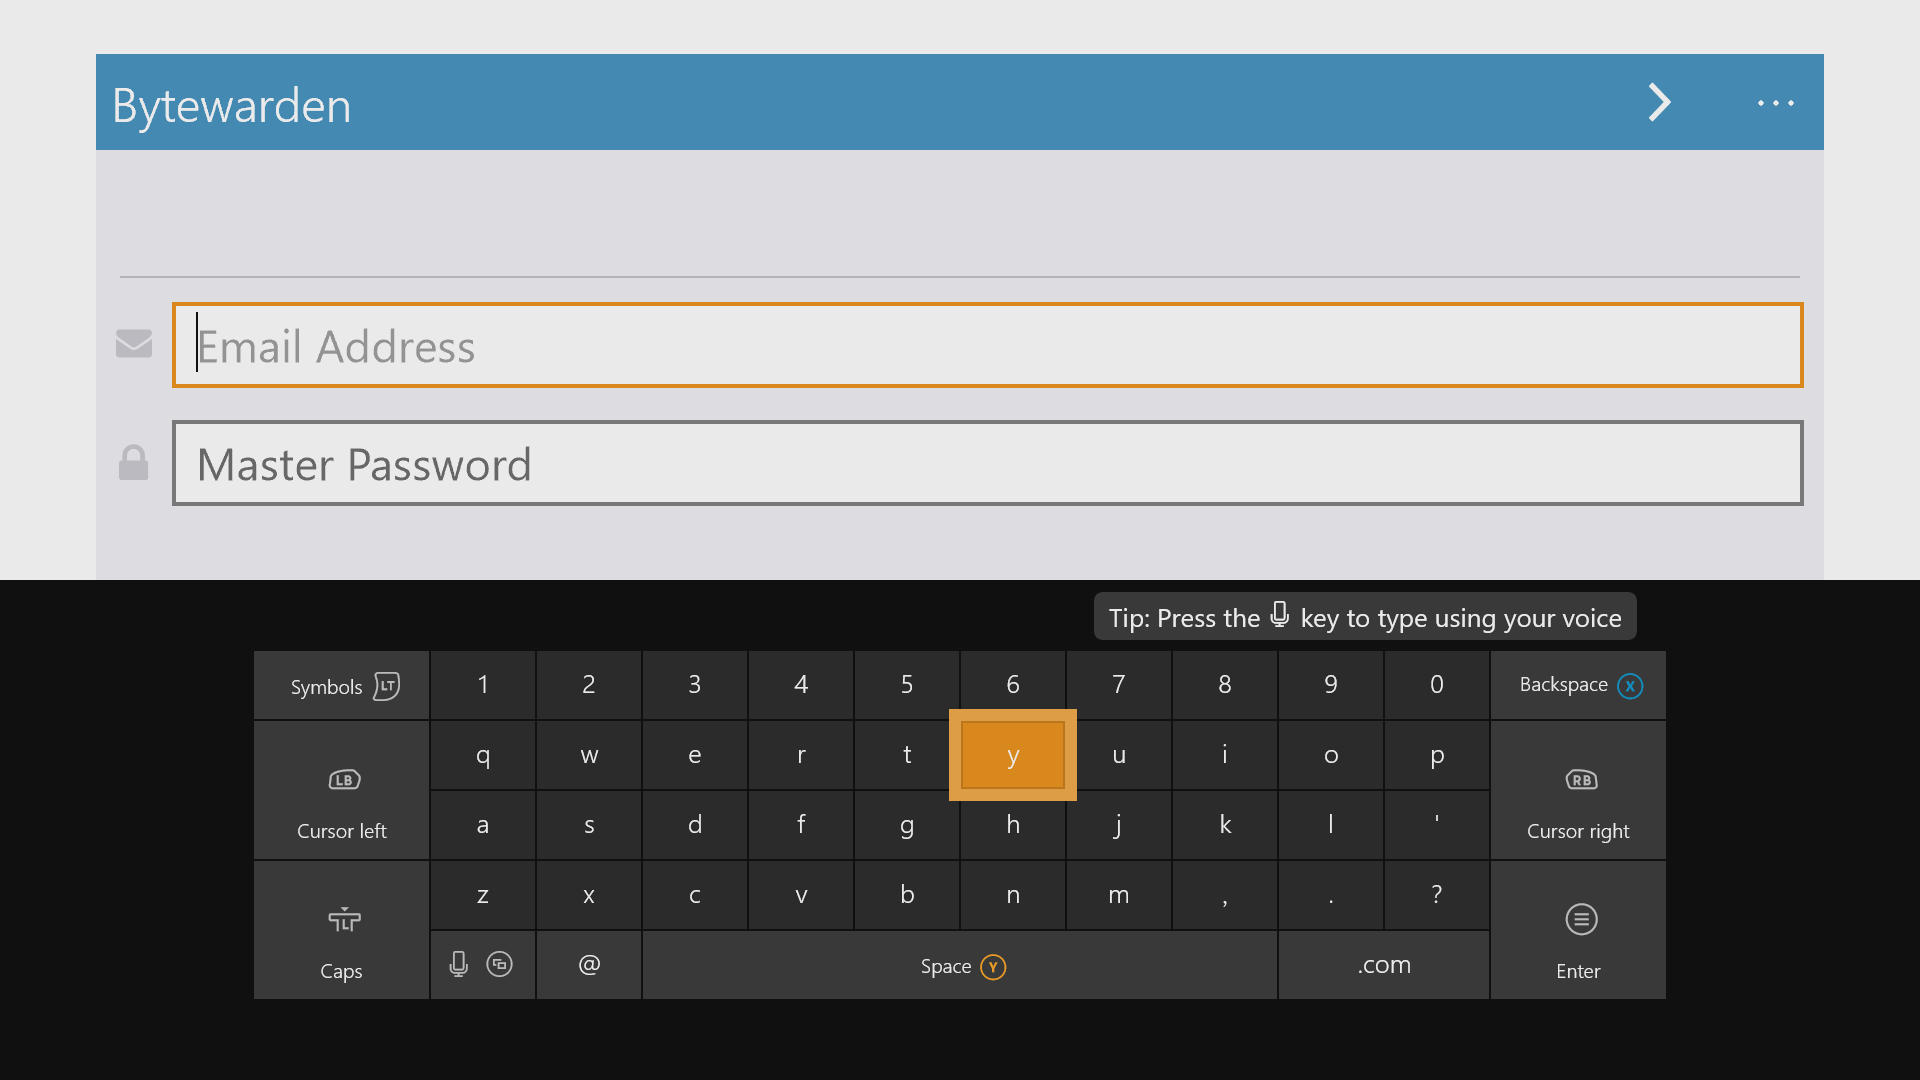 Bytewarden
Email Address
Master Password
Tip: Press the key to type using your voice
Symbols LT 1 2 3 4 5 6 7 8 9 0 Backspace X
q w e r t y u i o p
LB Cursor left a s d f g h j k l ' RB Cursor right
z x c v b n m , . ?
LT Caps @ Space Y .com Enter